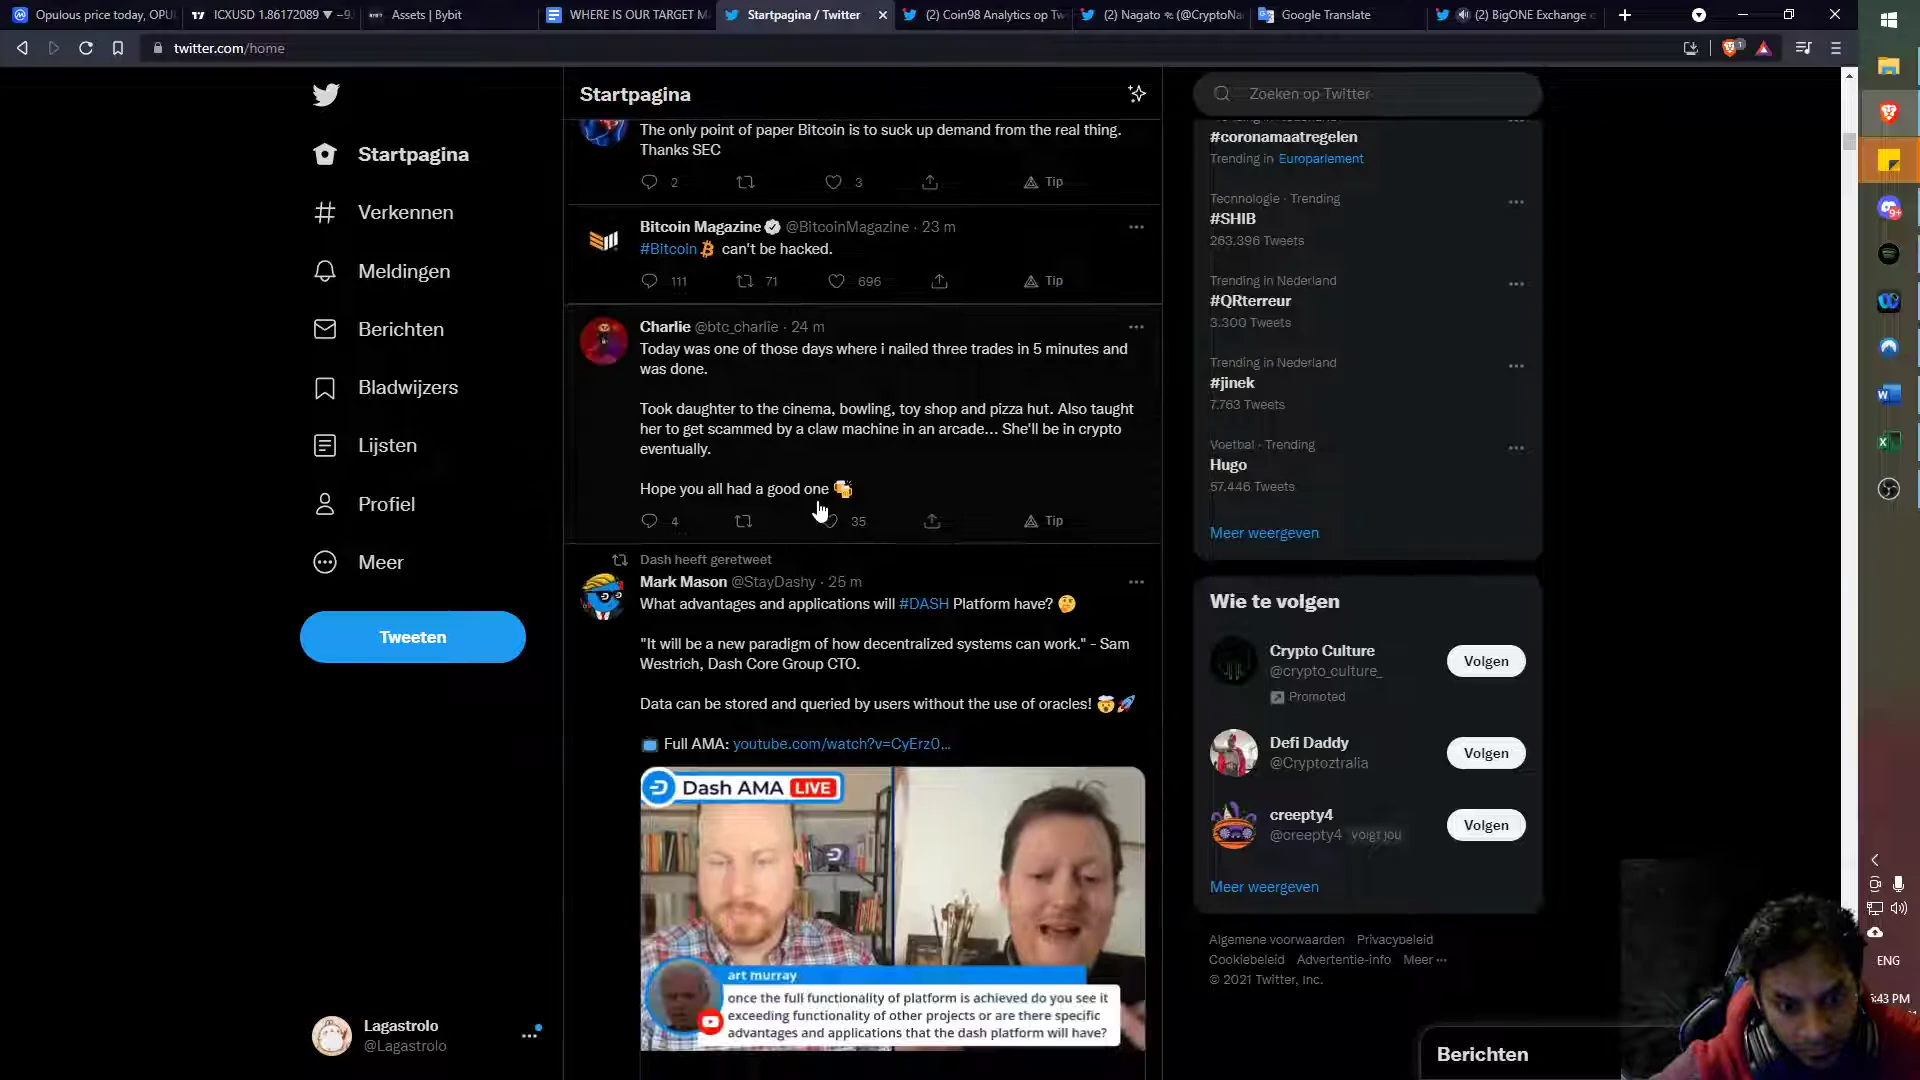 Opulous price today, OPU
ICXUSD 1.86172089 ▼ −9.
Assets | Bybit
WHERE IS OUR TARGET M
Startpagina / Twitter
(2) Coin98 Analytics op Tw
(2) Nagato (@CryptoNa
Google Translate
(2) BigONE Exchange
twitter.com/home
Startpagina
Verkennen
Meldingen
Berichten
Bladwijzers
Lijsten
Profiel
Meer
Tweeten
Lagastrolo
@Lagastrolo
Startpagina
The only point of paper Bitcoin is to suck up demand from the real thing.
Thanks SEC
2 3 Tip
Bitcoin Magazine @BitcoinMagazine · 23 m
#Bitcoin can't be hacked.
111 71 696 Tip
Charlie @btc_charlie · 24 m
Today was one of those days where i nailed three trades in 5 minutes and
was done.
Took daughter to the cinema, bowling, toy shop and pizza hut. Also taught
her to get scammed by a claw machine in an arcade... She'll be in crypto
eventually.
Hope you all had a good one 🍻
4 35 Tip
Dash heeft geretweet
Mark Mason @StayDashy · 25 m
What advantages and applications will #DASH Platform have? 🤔
"It will be a new paradigm of how decentralized systems can work." - Sam
Westrich, Dash Core Group CTO.
Data can be stored and queried by users without the use of oracles! 🤯🚀
📺 Full AMA: youtube.com/watch?v=CyErz0...
Dash AMA LIVE
art murray
once the full functionality of platform is achieved do you see it
exceeding functionality of other projects or are there specific
advantages and applications that the dash platform will have?
Zoeken op Twitter
#coronamaatregelen
Trending in Europarlement
Technologie · Trending
#SHIB
263.396 Tweets
Trending in Nederland
#QRterreur
3.300 Tweets
Trending in Nederland
#jinek
7.763 Tweets
Voetbal · Trending
Hugo
57.446 Tweets
Meer weergeven
Wie te volgen
Crypto Culture
@crypto_culture_
Promoted
Volgen
Defi Daddy
@Cryptoztralia
Volgen
creepty4
@creepty4 Volgt jou
Volgen
Meer weergeven
Algemene voorwaarden Privacybeleid
Cookiebeleid Advertentie-info Meer ···
© 2021 Twitter, Inc.
Berichten
9+
ENG
:43 PM